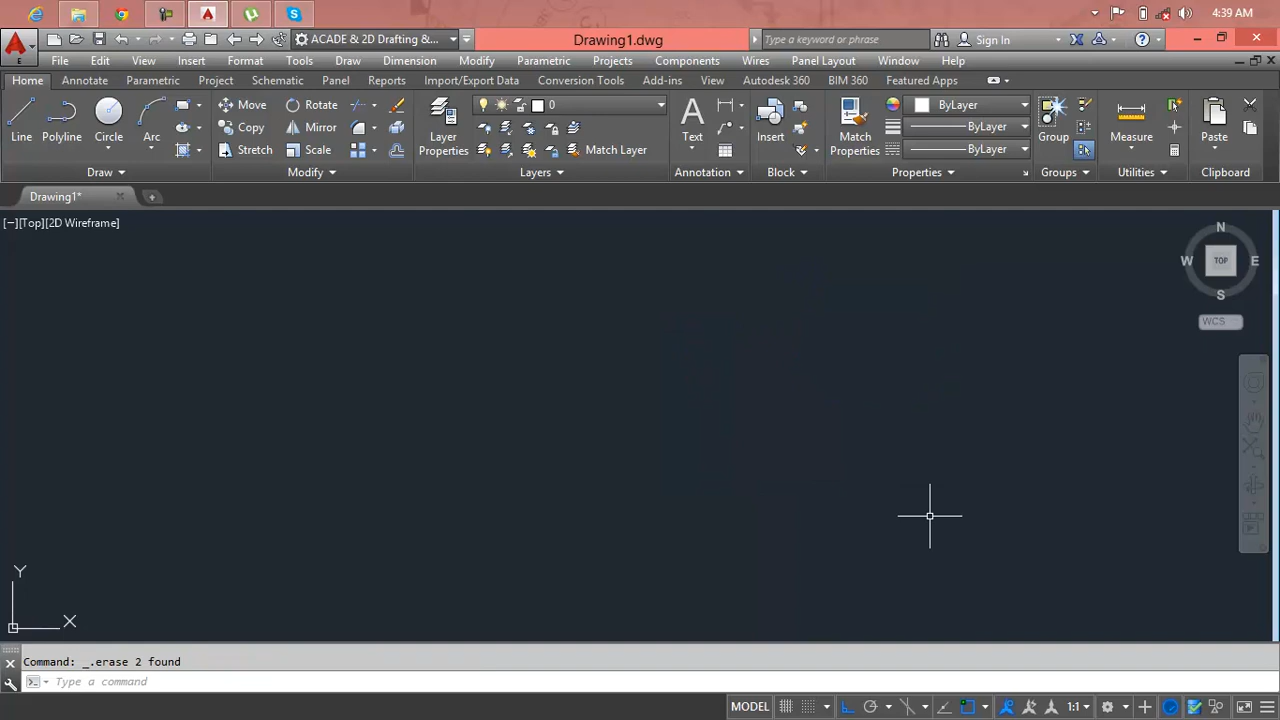 4:39 AM
ACADE & 2D Drafting &...
Drawing1.dwg
Type a keyword or phrase
Sign In
E
File Edit View Insert Format Tools Draw Dimension Modify Parametric Projects Components Wires Panel Layout Window Help
Home Annotate Parametric Project Schematic Panel Reports Import/Export Data Conversion Tools Add-ins View Autodesk 360 BIM 360 Featured Apps
Line Polyline Circle Arc
Move Rotate
Copy Mirror
Stretch Scale
Layer Properties
0
Match Layer
Text
Insert
Match Properties
ByLayer
ByLayer
ByLayer
Group
Measure
Paste
Draw Modify Layers Annotation Block Properties Groups Utilities Clipboard
Drawing1*
[−][Top][2D Wireframe]
N
W TOP E
S
WCS
Y
X
Command: _.erase 2 found
Type a command
MODEL 1:1